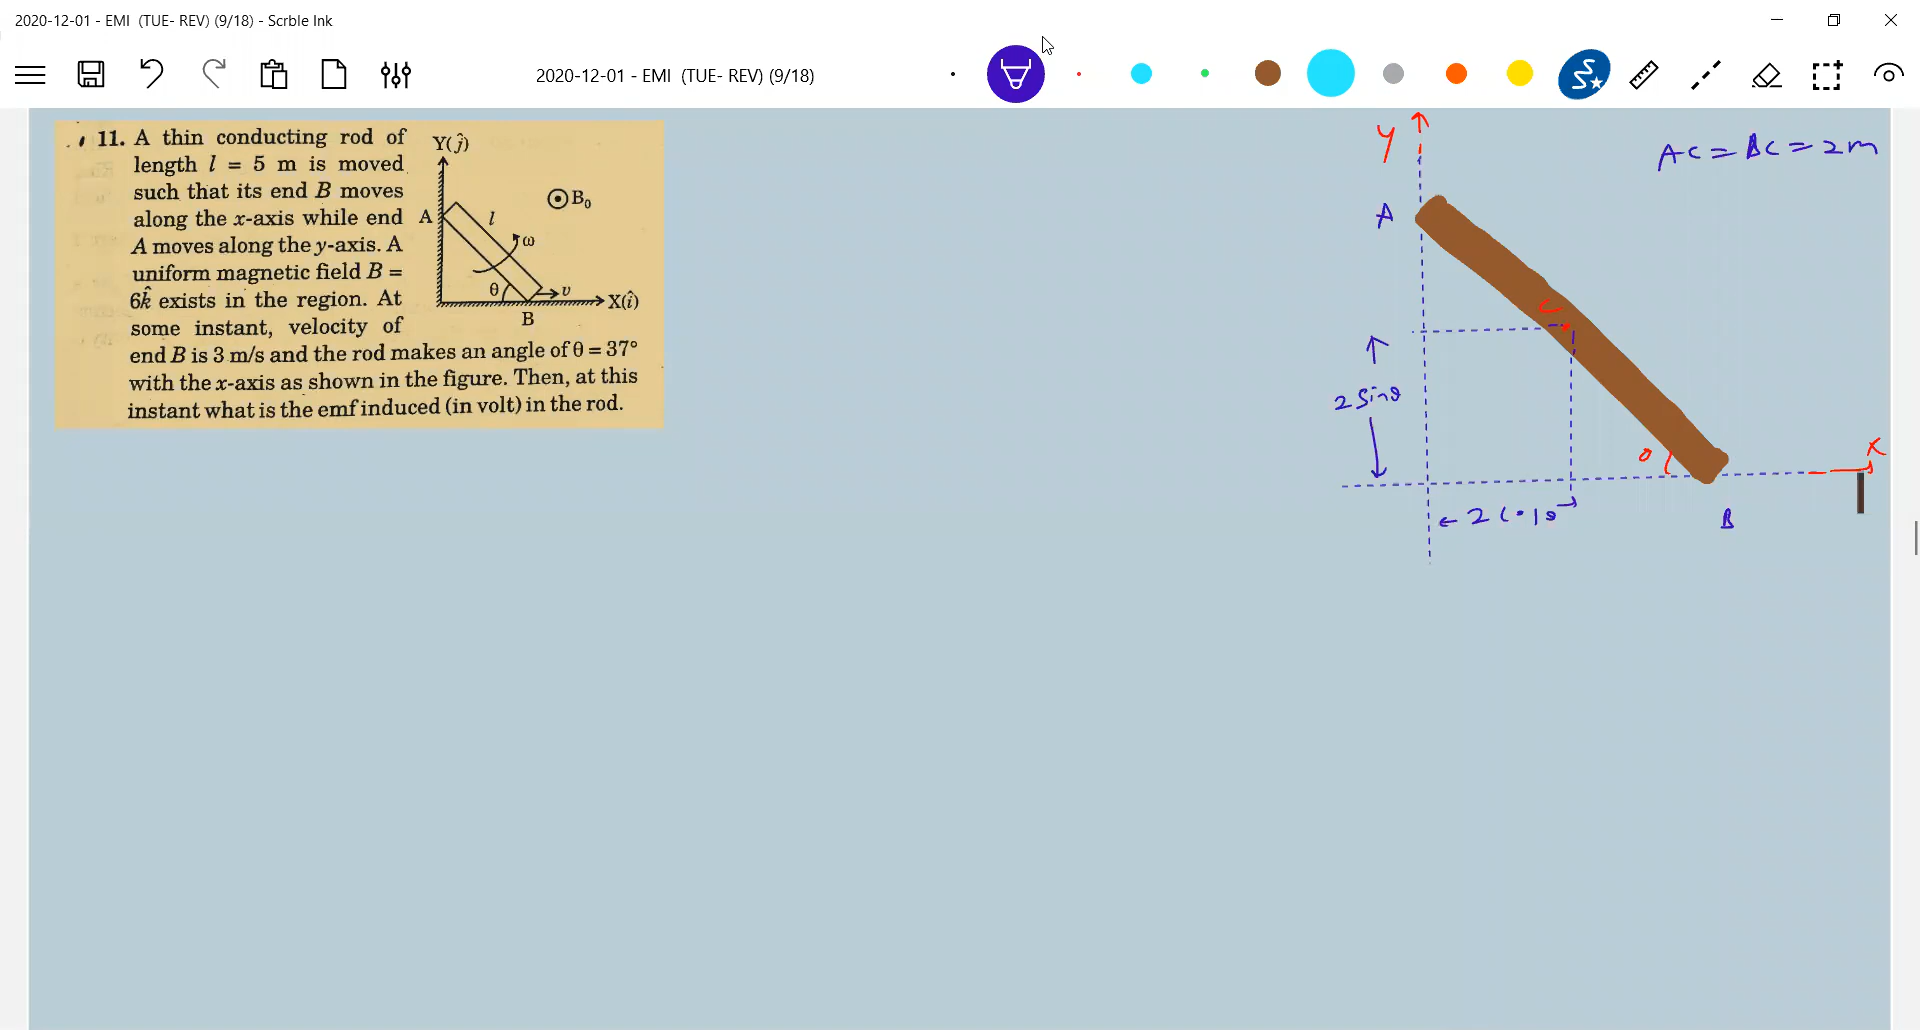 2020-12-01 - EMI (TUE- REV) (9/18) - Scrble Ink
2020-12-01 - EMI (TUE- REV) (9/18)
11. A thin conducting rod of
length l = 5 m is moved
such that its end B moves
along the x-axis while end
A moves along the y-axis. A
uniform magnetic field B =
6k̂ exists in the region. At
some instant, velocity of
end B is 3 m/s and the rod makes an angle of θ = 37°
with the x-axis as shown in the figure. Then, at this
instant what is the emf induced (in volt) in the rod.
Y(ĵ)
B₀
A
l
ω
θ
v
X(î)
B
Y
AC = BC = 2m
A
C
2 sinθ
θ
X
2 cosθ
B